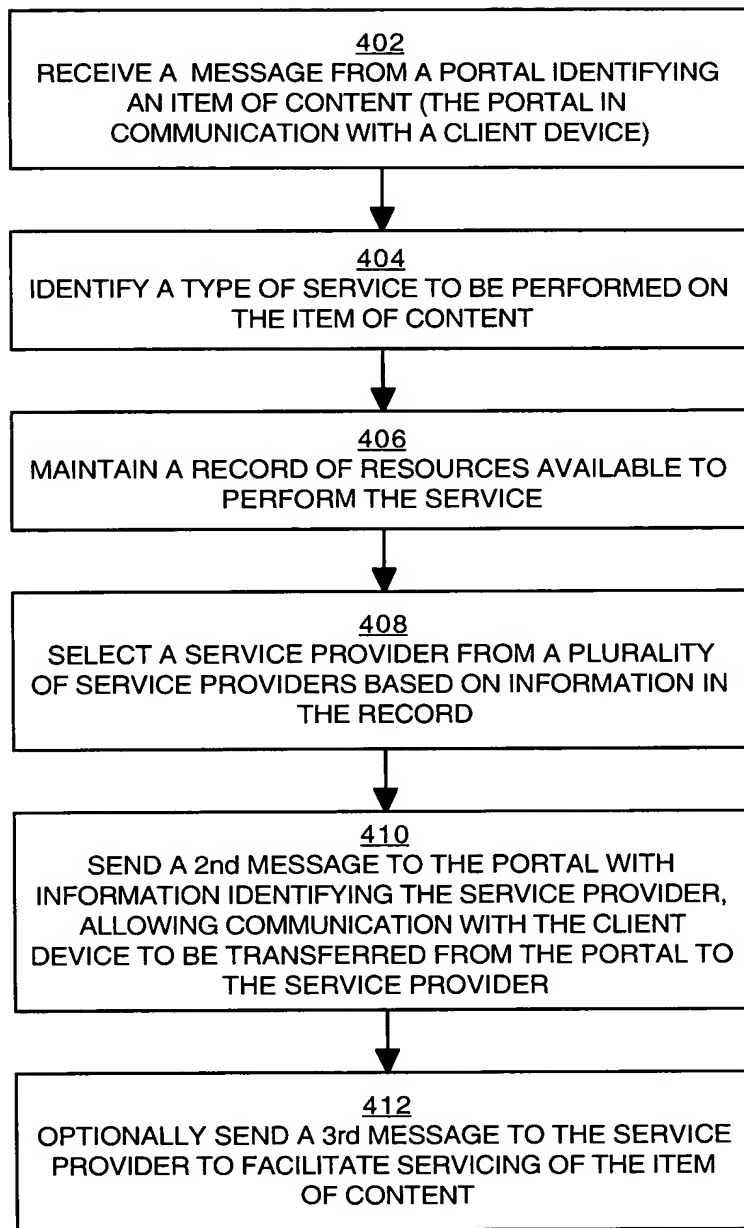 402
RECEIVE A MESSAGE FROM A PORTAL IDENTIFYING
AN ITEM OF CONTENT (THE PORTAL IN
COMMUNICATION WITH A CLIENT DEVICE)
404
IDENTIFY A TYPE OF SERVICE TO BE PERFORMED ON
THE ITEM OF CONTENT
406
MAINTAIN A RECORD OF RESOURCES AVAILABLE TO
PERFORM THE SERVICE
408
SELECT A SERVICE PROVIDER FROM A PLURALITY
OF SERVICE PROVIDERS BASED ON INFORMATION IN
THE RECORD
410
SEND A 2nd MESSAGE TO THE PORTAL WITH
INFORMATION IDENTIFYING THE SERVICE PROVIDER,
ALLOWING COMMUNICATION WITH THE CLIENT
DEVICE TO BE TRANSFERRED FROM THE PORTAL TO
THE SERVICE PROVIDER
412
OPTIONALLY SEND A 3rd MESSAGE TO THE SERVICE
PROVIDER TO FACILITATE SERVICING OF THE ITEM
OF CONTENT